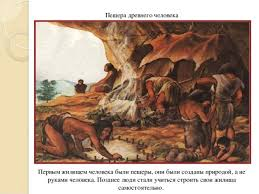 Пещера древнего человека
Первым жилищем человека были пещеры, они были созданы природой, а не
руками человека. Позднее люди стали учиться строить свои жилища
самостоятельно.